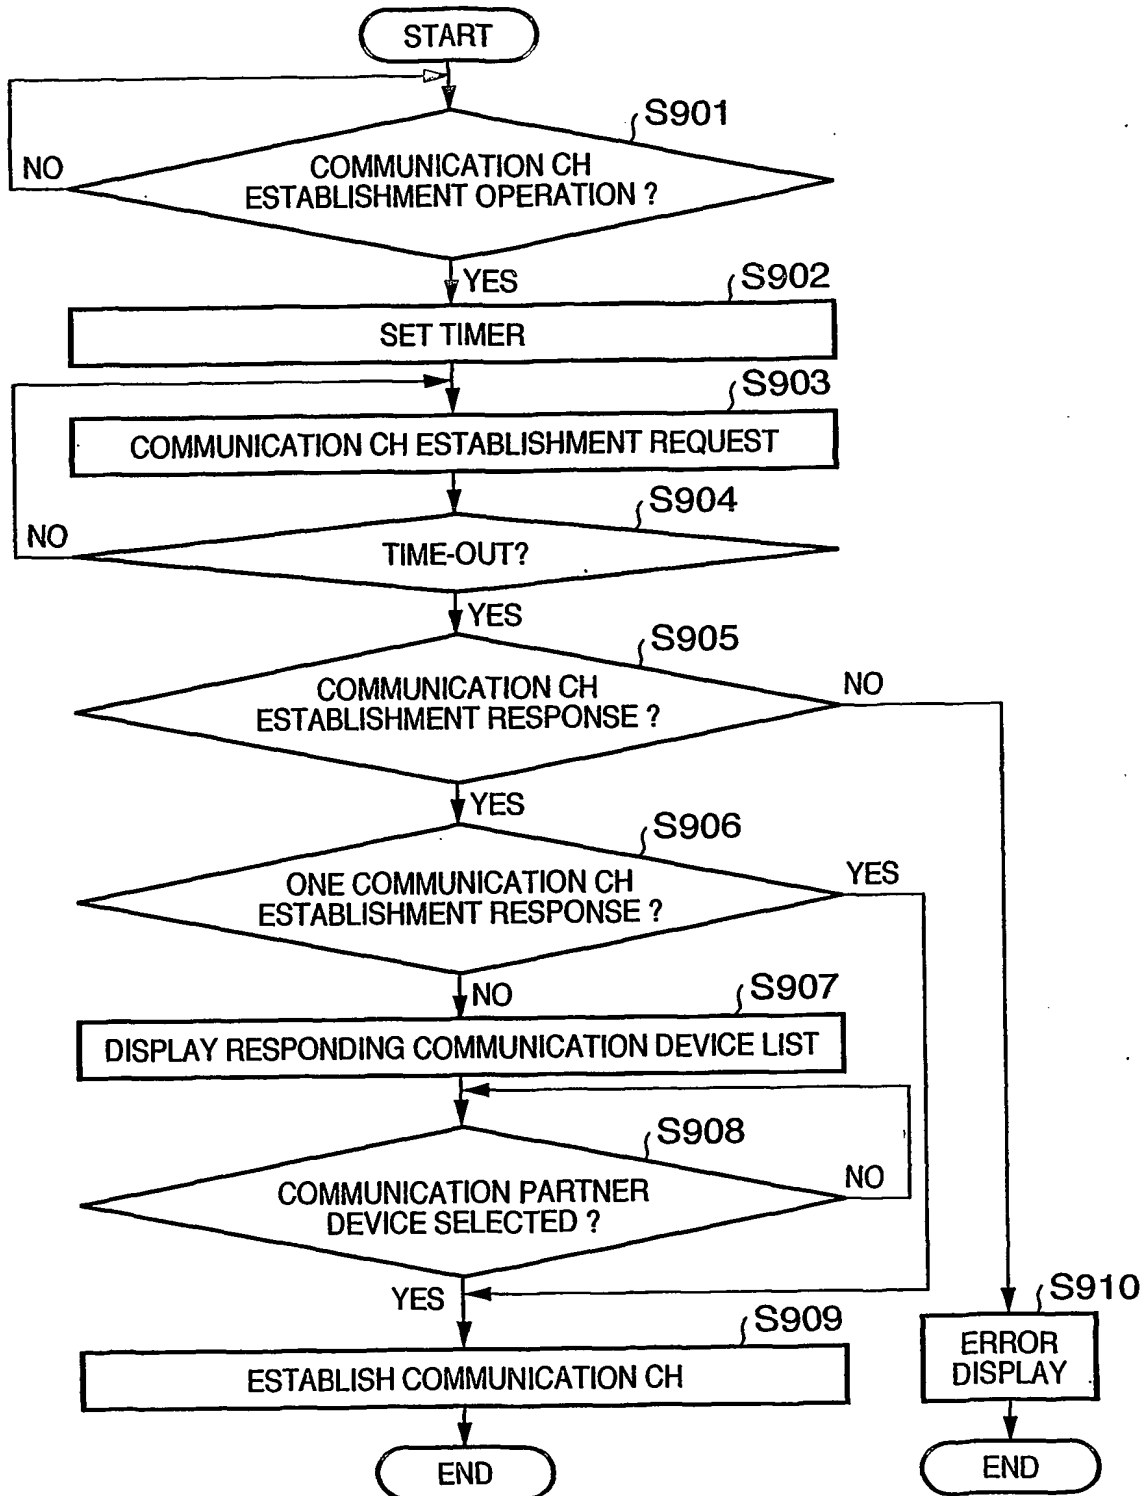 START
S901
NO
COMMUNICATION CH
ESTABLISHMENT OPERATION ?
YES
S902
SET TIMER
S903
COMMUNICATION CH ESTABLISHMENT REQUEST
S904
NO
TIME-OUT?
YES
S905
COMMUNICATION CH
ESTABLISHMENT RESPONSE ?
NO
YES
S906
ONE COMMUNICATION CH
ESTABLISHMENT RESPONSE ?
YES
NO
S907
DISPLAY RESPONDING COMMUNICATION DEVICE LIST
S908
COMMUNICATION PARTNER
DEVICE SELECTED ?
NO
YES
S909
ESTABLISH COMMUNICATION CH
END
S910
ERROR
DISPLAY
END